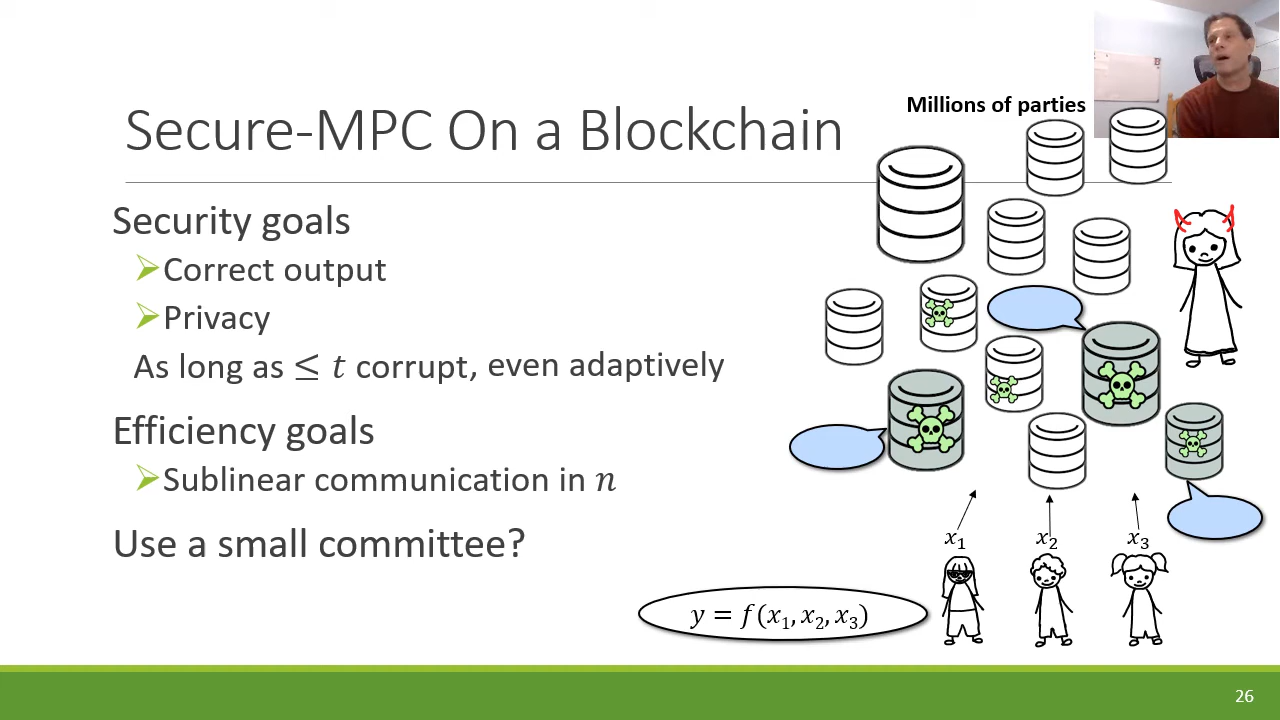 Millions of parties
Secure-MPC On a Blockchain
Security goals
Correct output
Privacy
As long as ≤ t corrupt, even adaptively
Efficiency goals
Sublinear communication in n
Use a small committee?
x₁ x₂ x₃
y = f(x₁, x₂, x₃)
26